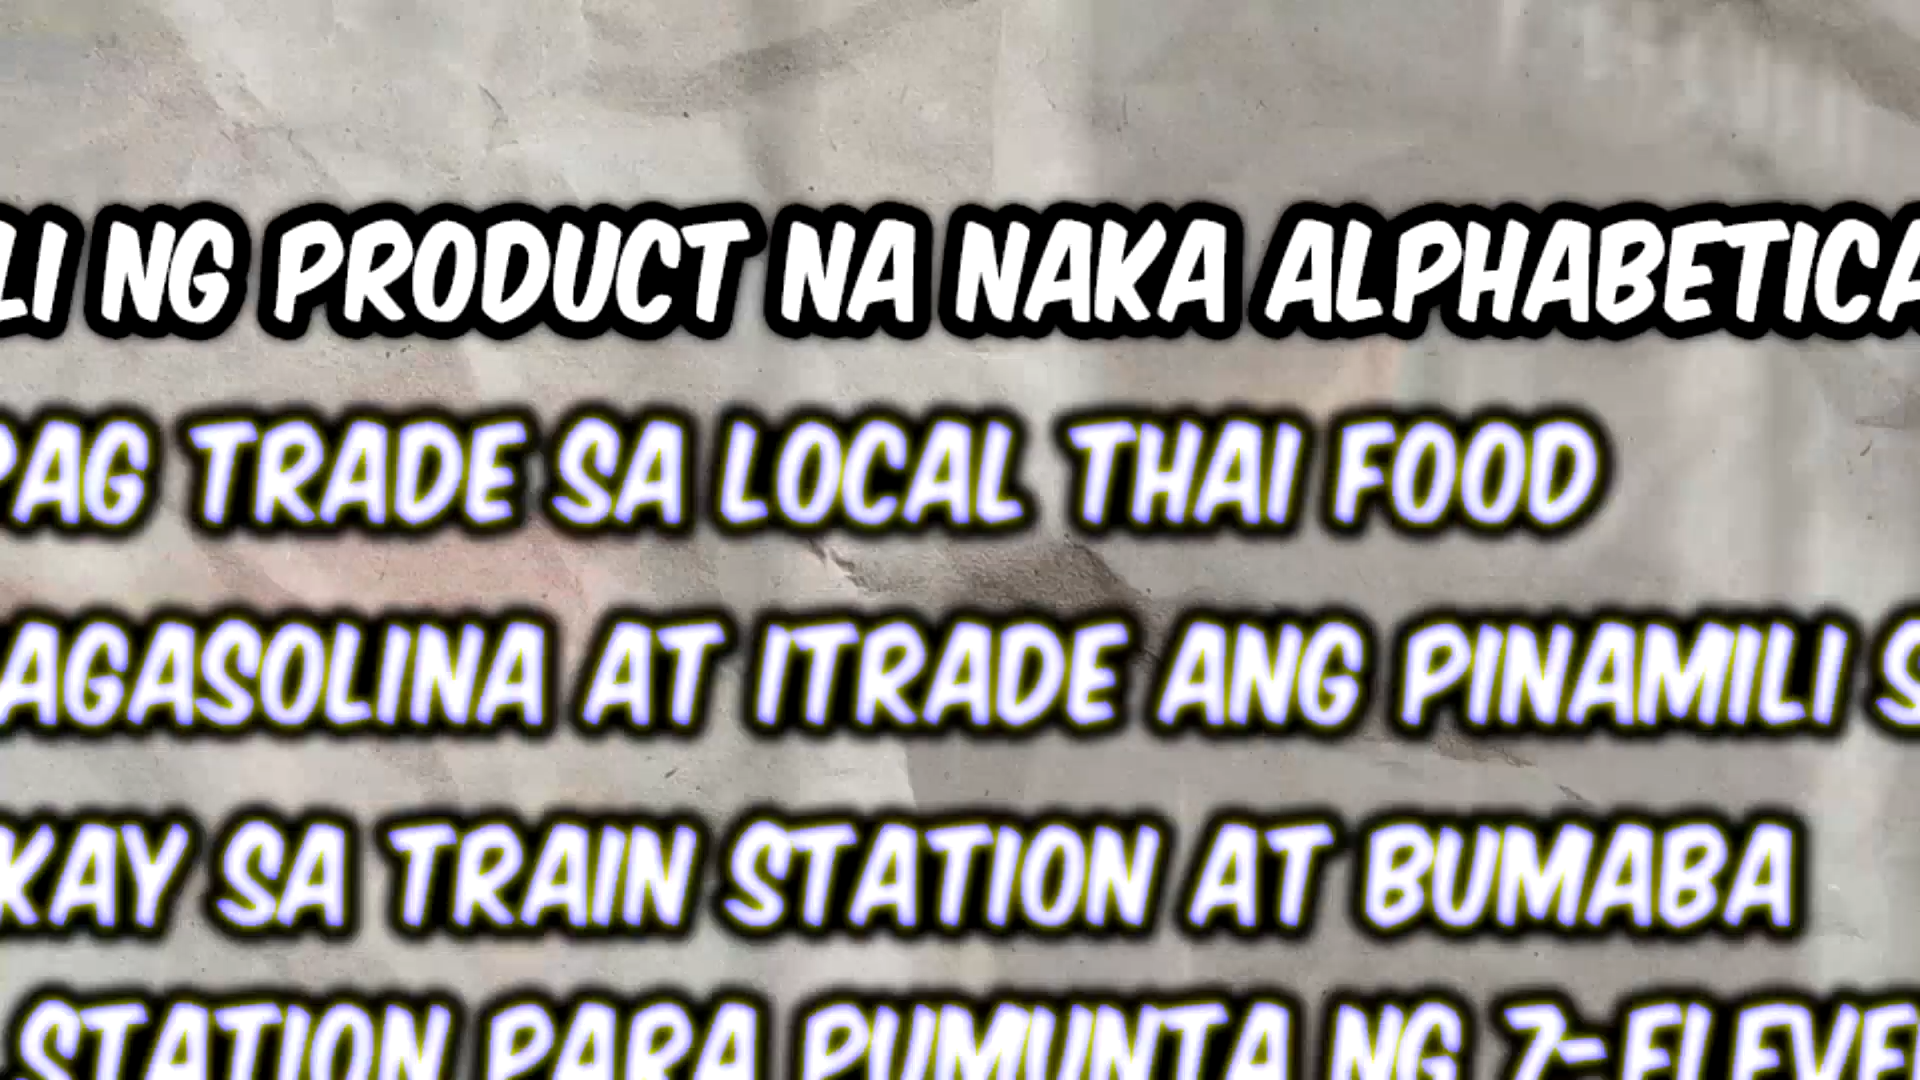 LI NG PRODUCT NA NAKA ALPHABETICA
PAG TRADE SA LOCAL THAI FOOD
AGASOLINA AT ITRADE ANG PINAMILI S
KAY SA TRAIN STATION AT BUMABA
STATION PARA PUMUNTA NG 7-ELEVE